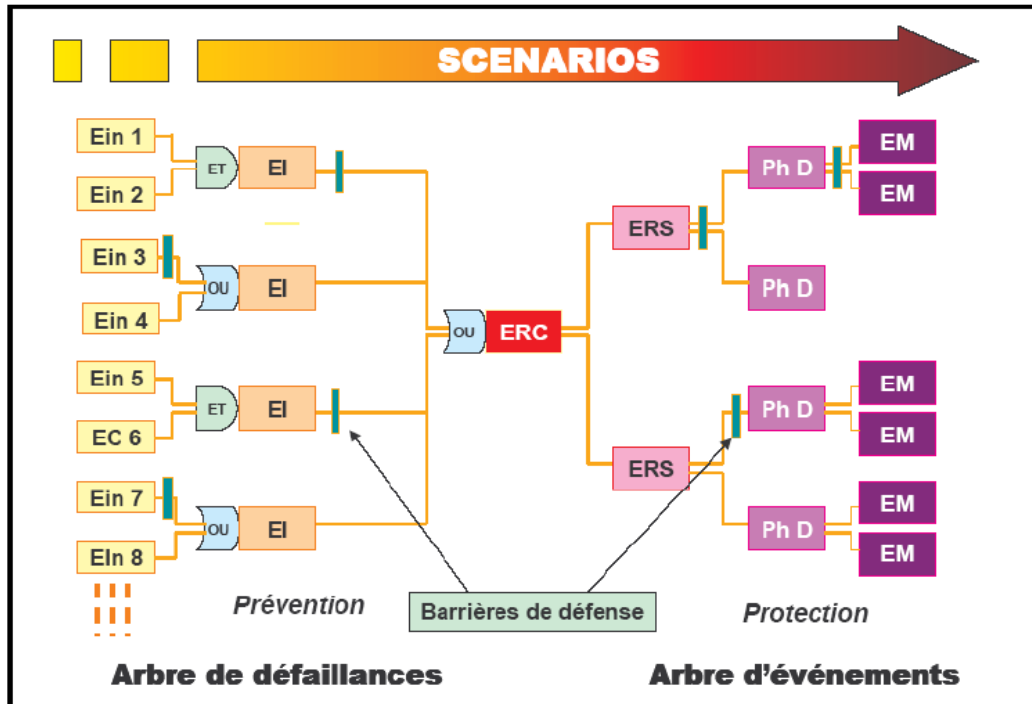 SCENARIOS
Ein 1
Ein 2
ET
EI
Ein 3
Ein 4
OU
EI
Ein 5
EC 6
ET
EI
Ein 7
EIn 8
OU
EI
OU
ERC
ERS
Ph D
EM
EM
Ph D
ERS
Ph D
EM
EM
Ph D
EM
EM
Prévention
Barrières de défense
Protection
Arbre de défaillances
Arbre d'événements